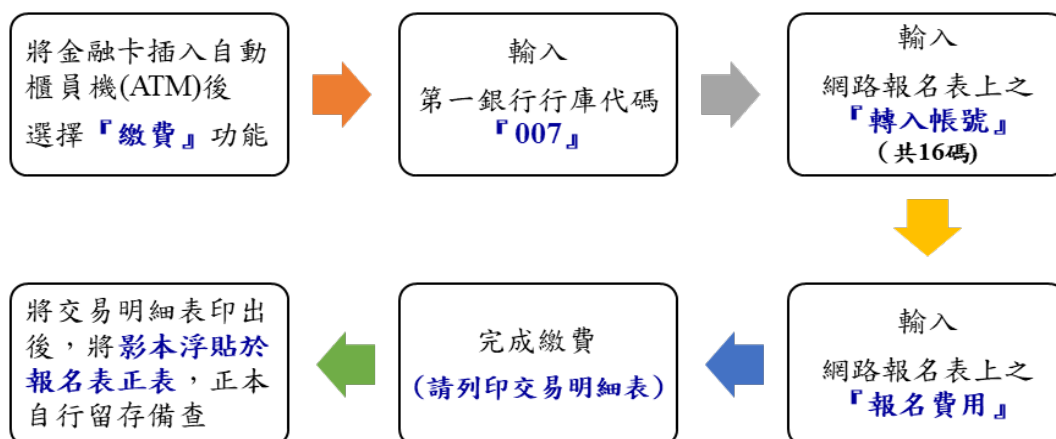 將金融卡插入自動
櫃員機(ATM)後
選擇『繳費』功能
輸入
第一銀行行庫代碼
『007』
輸入
網路報名表上之
『轉入帳號』
(共16碼)
輸入
網路報名表上之
『報名費用』
完成繳費
(請列印交易明細表)
將交易明細表印出
後，將影本浮貼於
報名表正表，正本
自行留存備查